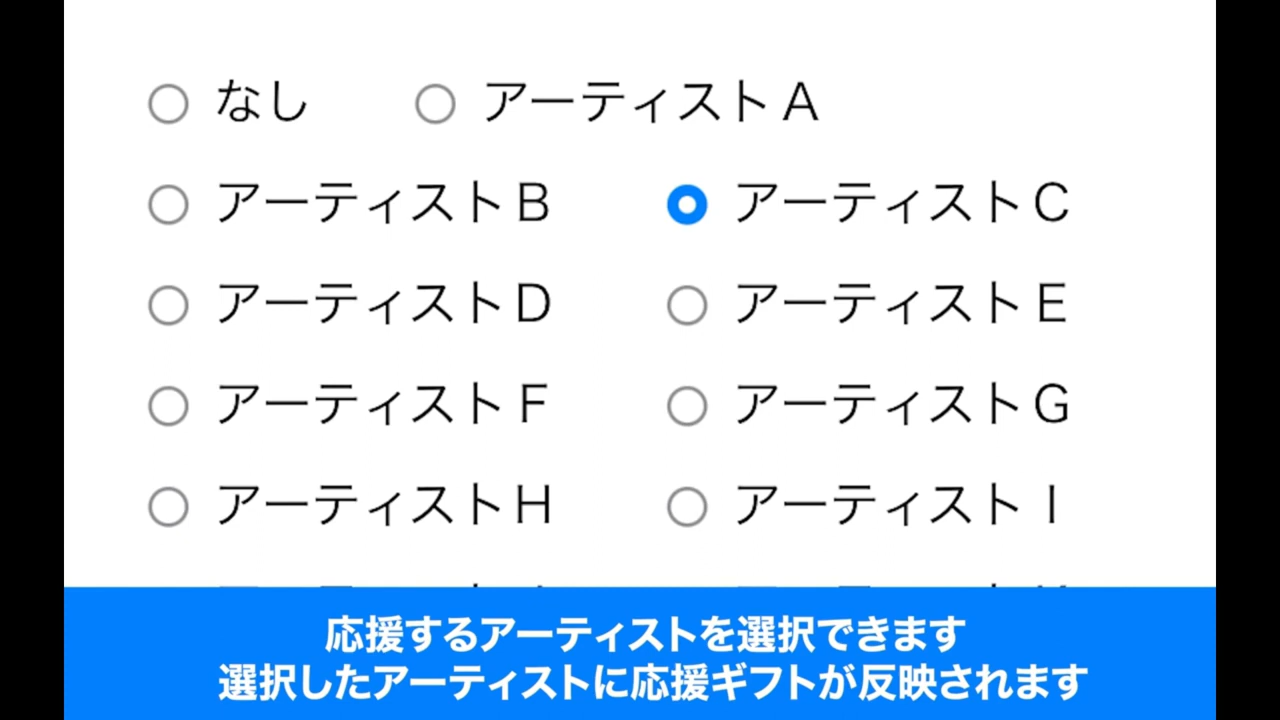 なし アーティストA
アーティストB アーティストC
アーティストD アーティストE
アーティストF アーティストG
アーティストH アーティストI
応援するアーティストを選択できます
選択したアーティストに応援ギフトが反映されます